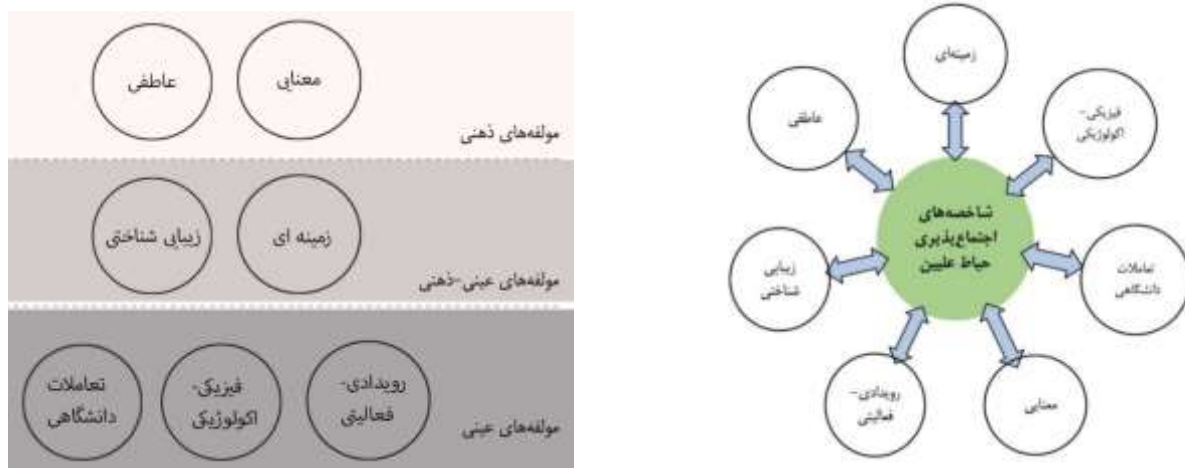 معنایی
عاطفی
مولفه‌های ذهنی
زمینه ای
زیبایی شناختی
مولفه‌های عینی-ذهنی
رویدادی-
فعالیتی
فیزیکی-
اکولوژیکی
تعاملات
دانشگاهی
مولفه‌های عینی
زمینه‌ای
فیزیکی-
اکولوژیکی
تعاملات
دانشگاهی
معنایی
رویدادی-
فعالیتی
زیبایی
شناختی
عاطفی
شاخصه‌های
اجتماع‌پذیری
حیاط علیین